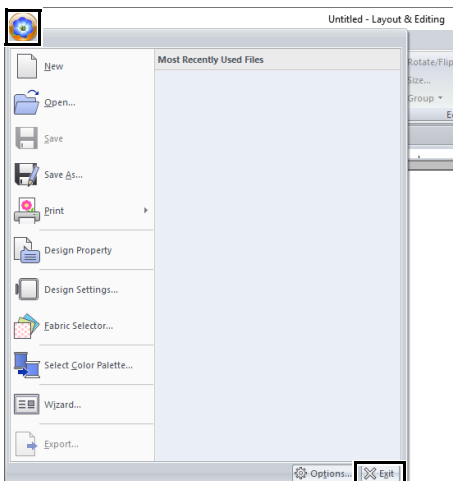 Untitled - Layout & Editing
Most Recently Used Files
New
Open...
Save
Save As...
Print
Design Property
Design Settings...
Fabric Selector...
Select Color Palette...
Wizard...
Export...
Rotate/Flip
Size...
Group
Options...
Exit